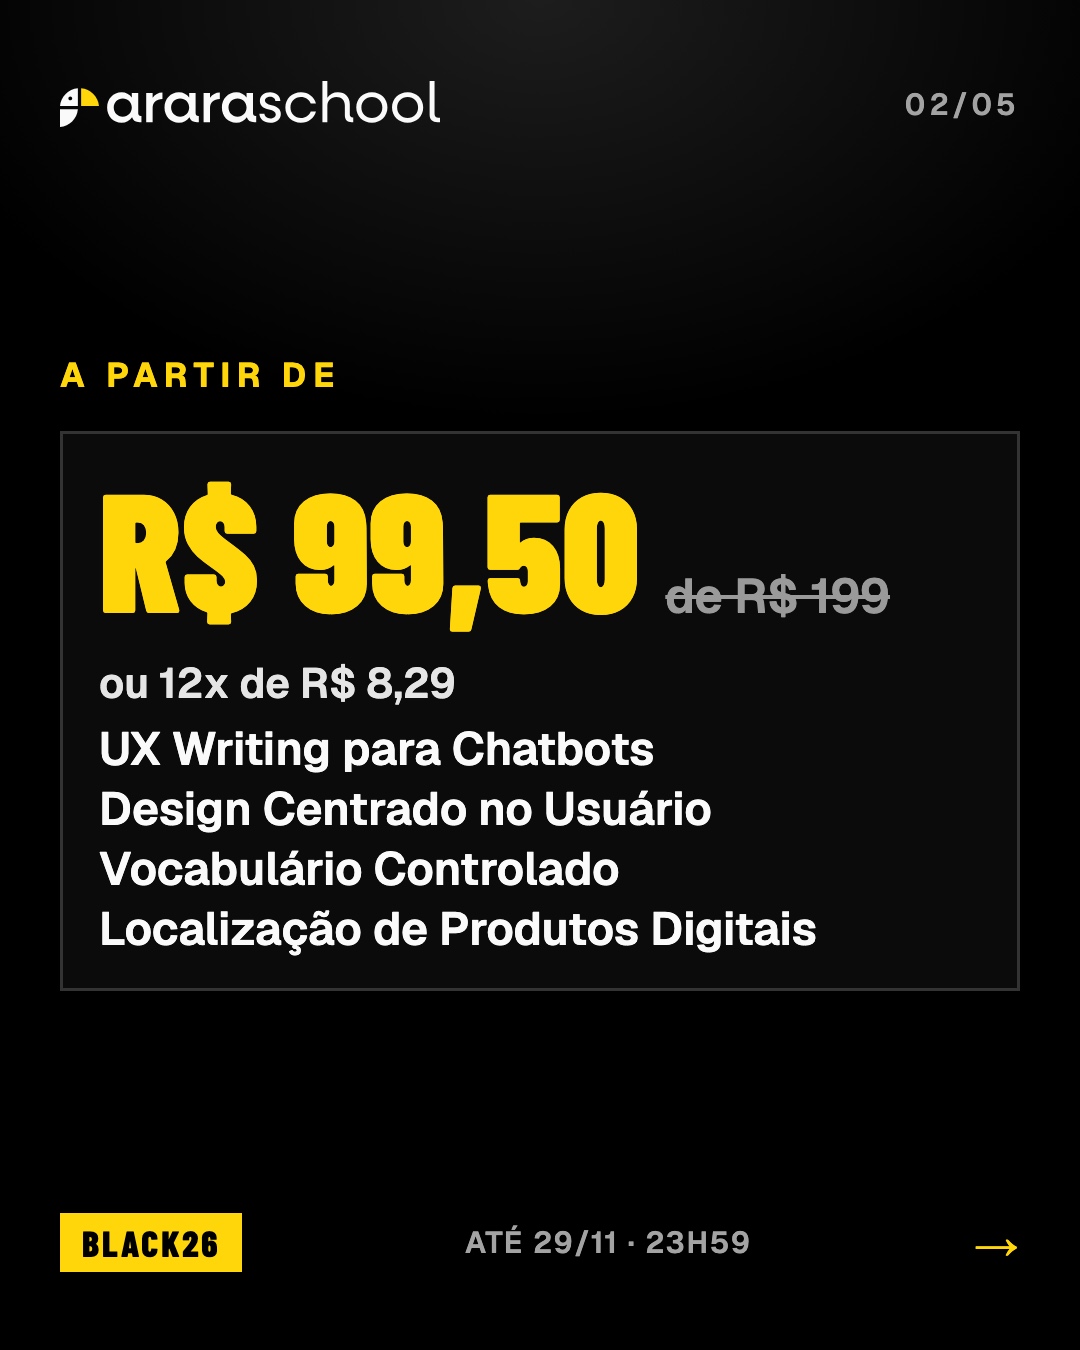 araraschool
02/05
A PARTIR DE
R$ 99,50 de R$ 199
ou 12x de R$ 8,29
UX Writing para Chatbots
Design Centrado no Usuário
Vocabulário Controlado
Localização de Produtos Digitais
BLACK26
ATÉ 29/11 · 23H59
→